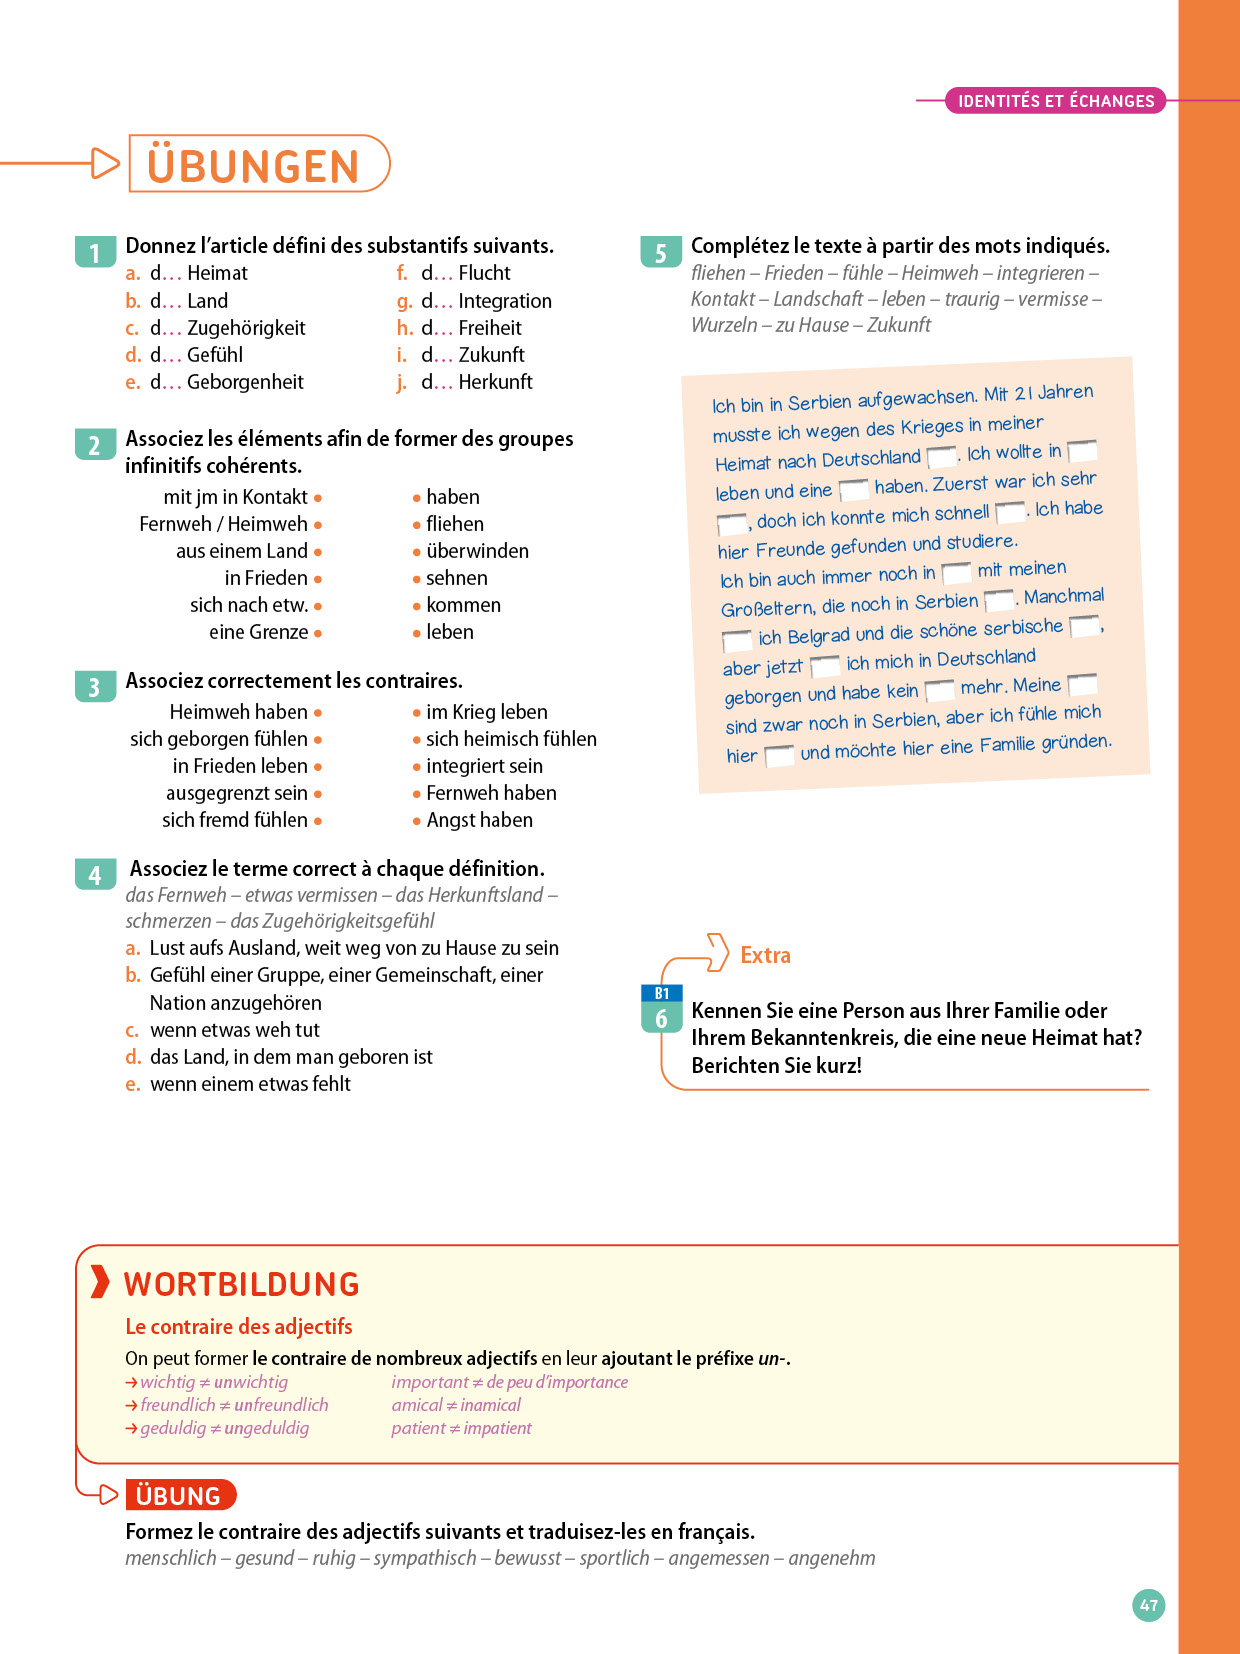 IDENTITÉS ET ÉCHANGES
ÜBUNGEN
1 Donnez l’article défini des substantifs suivants.
a. d… Heimat
b. d… Land
c. d… Zugehörigkeit
d. d… Gefühl
e. d… Geborgenheit
f. d… Flucht
g. d… Integration
h. d… Freiheit
i. d… Zukunft
j. d… Herkunft
2 Associez les éléments afin de former des groupes
infinitifs cohérents.
mit jm in Kontakt • • haben
Fernweh / Heimweh • • fliehen
aus einem Land • • überwinden
in Frieden • • sehnen
sich nach etw. • • kommen
eine Grenze • • leben
3 Associez correctement les contraires.
Heimweh haben • • im Krieg leben
sich geborgen fühlen • • sich heimisch fühlen
in Frieden leben • • integriert sein
ausgegrenzt sein • • Fernweh haben
sich fremd fühlen • • Angst haben
4 Associez le terme correct à chaque définition.
das Fernweh – etwas vermissen – das Herkunftsland –
schmerzen – das Zugehörigkeitsgefühl
a. Lust aufs Ausland, weit weg von zu Hause zu sein
b. Gefühl einer Gruppe, einer Gemeinschaft, einer
Nation anzugehören
c. wenn etwas weh tut
d. das Land, in dem man geboren ist
e. wenn einem etwas fehlt
5 Complétez le texte à partir des mots indiqués.
fliehen – Frieden – fühle – Heimweh – integrieren –
Kontakt – Landschaft – leben – traurig – vermisse –
Wurzeln – zu Hause – Zukunft
Ich bin in Serbien aufgewachsen. Mit 21 Jahren
musste ich wegen des Krieges in meiner
Heimat nach Deutschland . Ich wollte in
leben und eine haben. Zuerst war ich sehr
, doch ich konnte mich schnell . Ich habe
hier Freunde gefunden und studiere.
Ich bin auch immer noch in mit meinen
Großeltern, die noch in Serbien . Manchmal
ich Belgrad und die schöne serbische ,
aber jetzt ich mich in Deutschland
geborgen und habe kein mehr. Meine
sind zwar noch in Serbien, aber ich fühle mich
hier und möchte hier eine Familie gründen.
Extra
B1
6 Kennen Sie eine Person aus Ihrer Familie oder
Ihrem Bekanntenkreis, die eine neue Heimat hat?
Berichten Sie kurz!
WORTBILDUNG
Le contraire des adjectifs
On peut former le contraire de nombreux adjectifs en leur ajoutant le préfixe un-.
→ wichtig ≠ unwichtig important ≠ de peu d’importance
→ freundlich ≠ unfreundlich amical ≠ inamical
→ geduldig ≠ ungeduldig patient ≠ impatient
ÜBUNG
Formez le contraire des adjectifs suivants et traduisez-les en français.
menschlich – gesund – ruhig – sympathisch – bewusst – sportlich – angemessen – angenehm
47